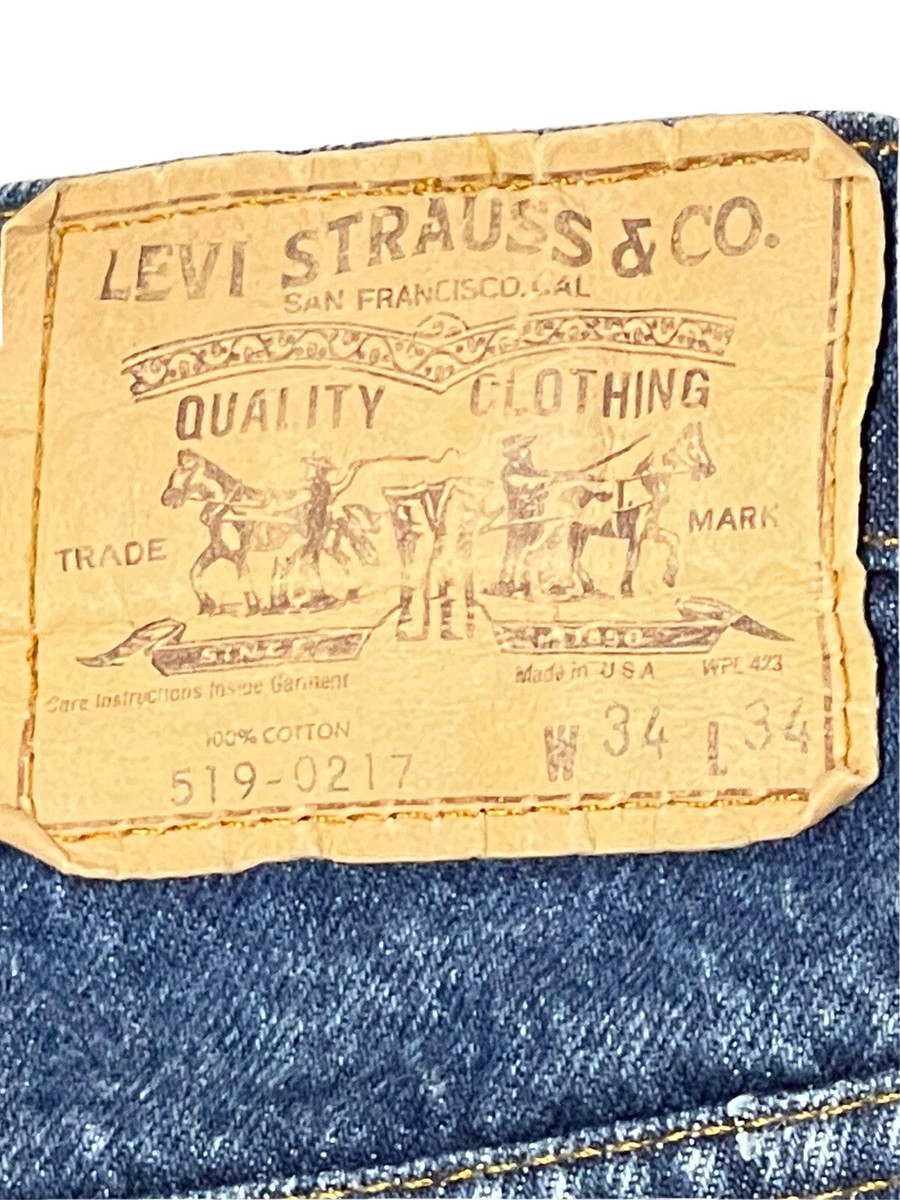 LEVI STRAUSS & CO.
SAN FRANCISCO, CAL
QUALITY CLOTHING
TRADE MARK
SINCE 1850
Care Instructions Inside Garment
Made in USA WPL 423
100% COTTON
519-0217
W 34 L 34